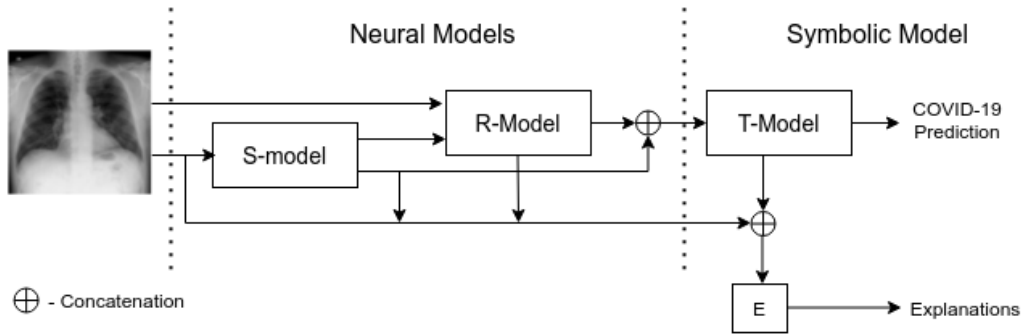 Neural Models
Symbolic Model
R-Model
S-model
T-Model
COVID-19
Prediction
- Concatenation
E
Explanations